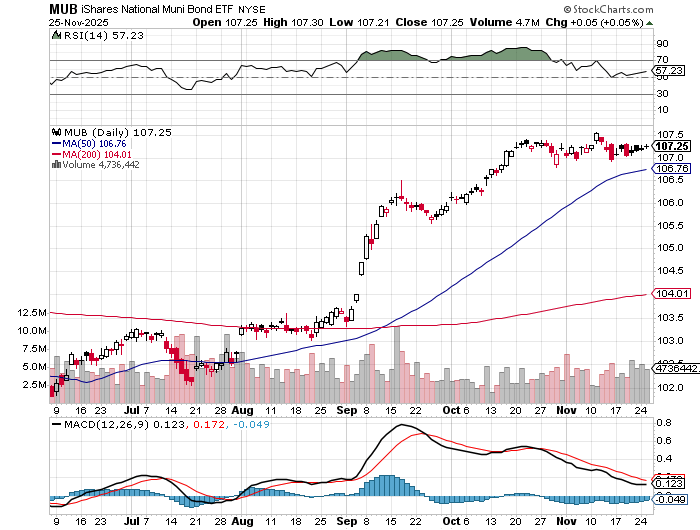 MUB iShares National Muni Bond ETF NYSE © StockCharts.com
25-Nov-2025 Open 107.25 High 107.30 Low 107.21 Close 107.25 Volume 4.7M Chg +0.05 (+0.05%)
RSI(14) 57.23
90
70
57.23
50
30
10
MUB (Daily) 107.25
MA(50) 106.76
MA(200) 104.01
Volume 4,736,442
107.5
107.25
107.0
106.76
106.5
106.0
105.5
105.0
104.5
104.01
103.5
103.0
102.5
4736442
102.0
12.5M
10.0M
7.5M
5.0M
2.5M
9 16 23 Jul 7 14 21 28 Aug 11 18 25 Sep 8 15 22 Oct 6 13 20 27 Nov 10 17 24
MACD(12,26,9) 0.123, 0.172, -0.049
0.8
0.6
0.4
0.123
-0.049
9 16 23 Jul 7 14 21 28 Aug 11 18 25 Sep 8 15 22 Oct 6 13 20 27 Nov 10 17 24